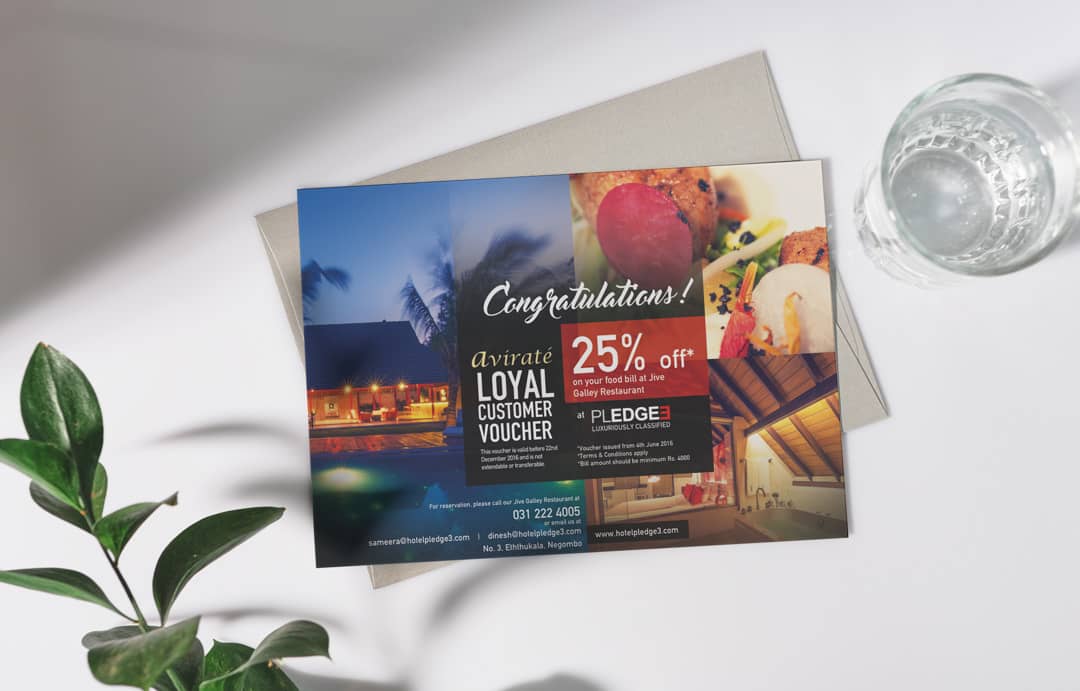 Congratulations!
aviraté
LOYAL
CUSTOMER
VOUCHER
This voucher is valid before 22nd
December 2016 and is not
extendable or transferable.
25% off*
on your food bill at Jive
Galley Restaurant
at PLEDGE3
LUXURIOUSLY CLASSIFIED
*Voucher issued from 4th June 2016
*Terms & Conditions apply
*Bill amount should be minimum Rs. 4000
For reservation, please call our Jive Galley Restaurant at
031 222 4005
or email us at
sameera@hotelpledge3.com | dinesh@hotelpledge3.com
No. 3, Ethlhukala, Negombo
www.hotelpledge3.com